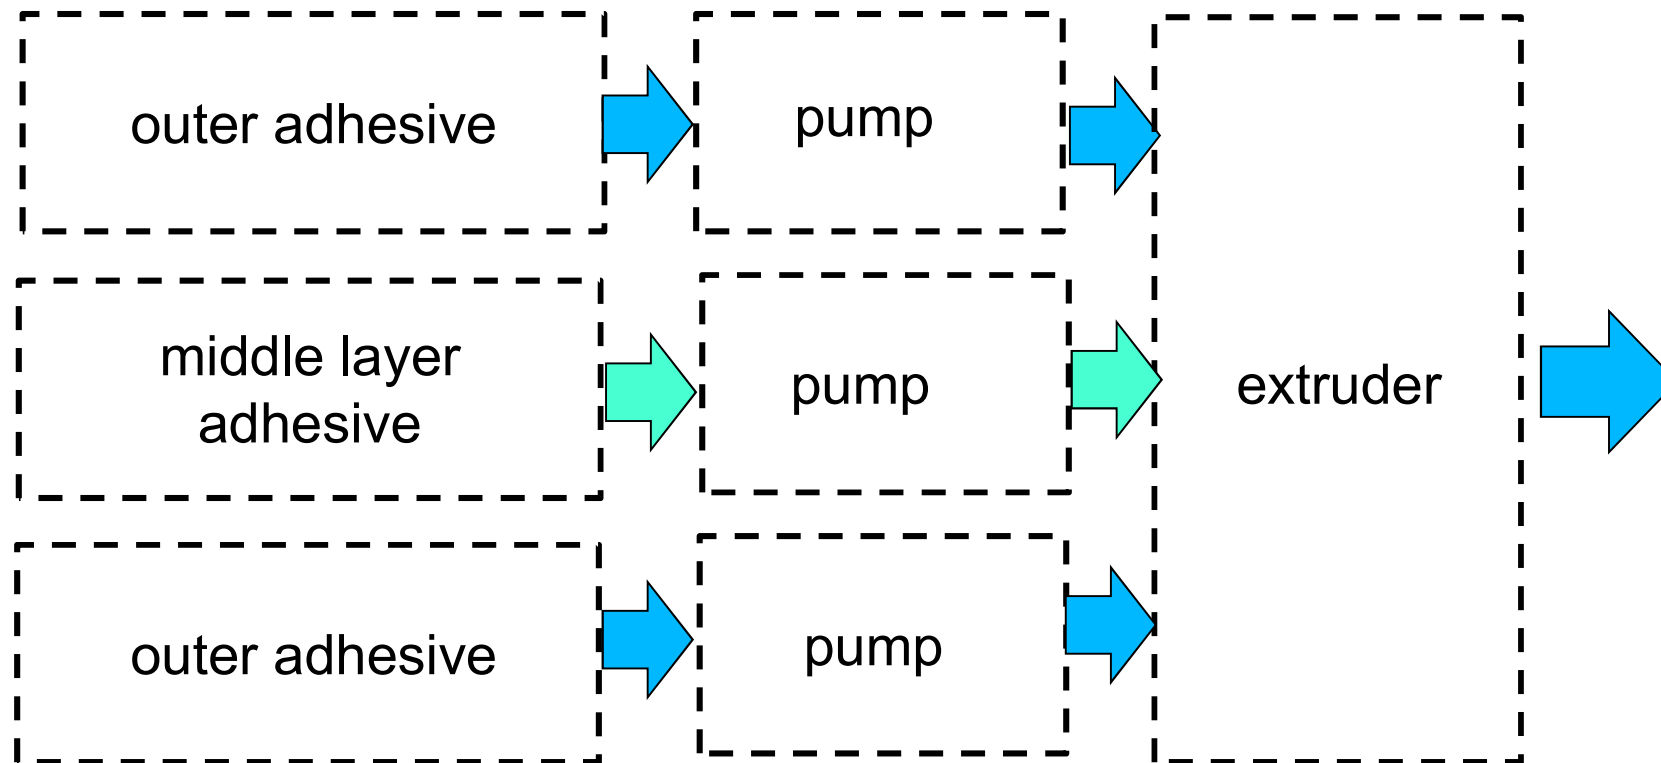 outer adhesive
pump
middle layer
adhesive
pump
extruder
outer adhesive
pump